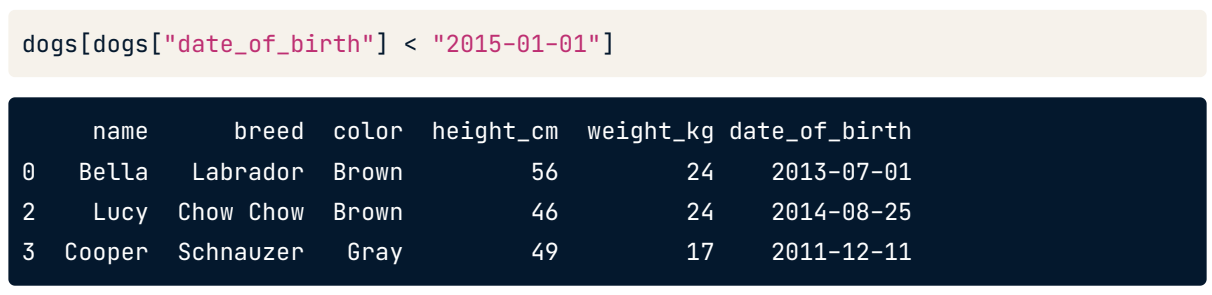 dogs[dogs["date_of_birth"] < "2015-01-01"]
name breed color height_cm weight_kg date_of_birth
0 Bella Labrador Brown 56 24 2013-07-01
2 Lucy Chow Chow Brown 46 24 2014-08-25
3 Cooper Schnauzer Gray 49 17 2011-12-11